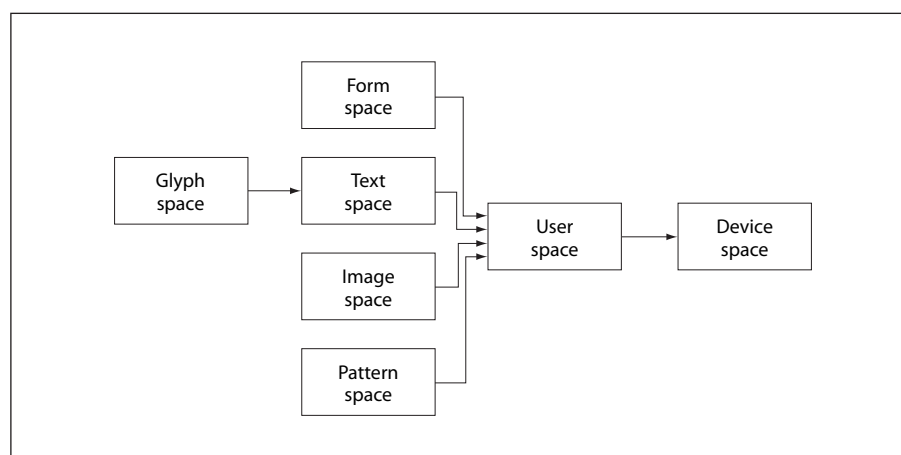 Form
space
Glyph
space
Text
space
User
space
Device
space
Image
space
Pattern
space